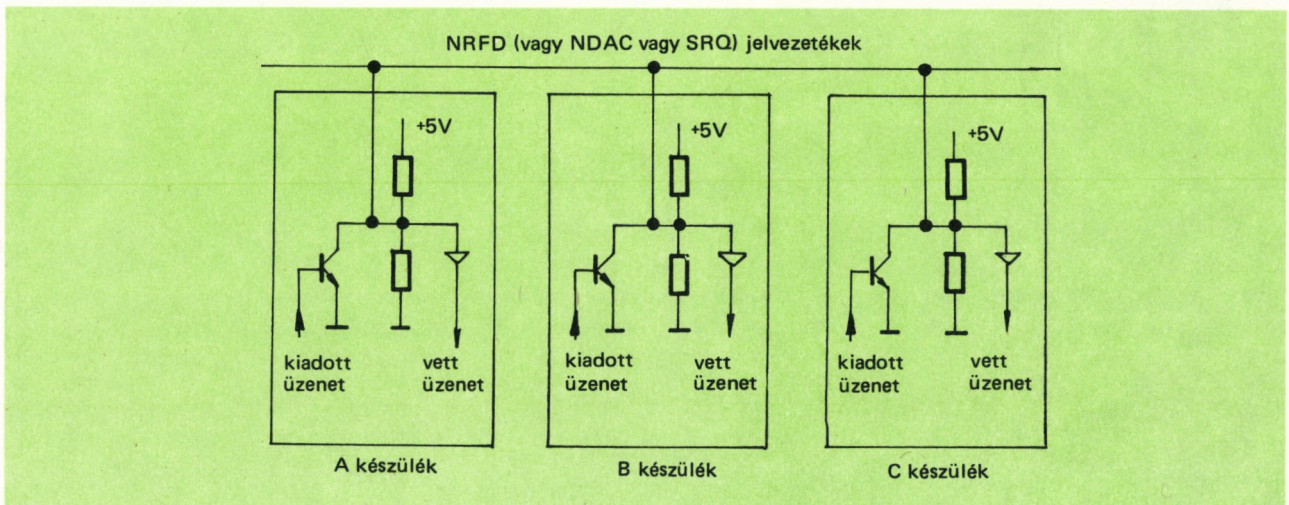 NRFD (vagy NDAC vagy SRQ) jelvezetékek
+5V
+5V
+5V
kiadott
üzenet
vett
üzenet
kiadott
üzenet
vett
üzenet
kiadott
üzenet
vett
üzenet
A készülék
B készülék
C készülék